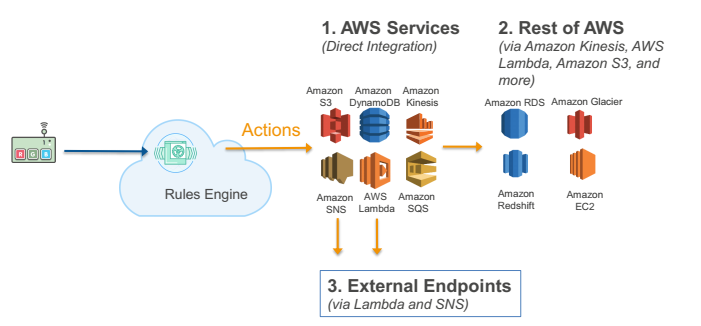 1. AWS Services
(Direct Integration)
2. Rest of AWS
(via Amazon Kinesis, AWS
Lambda, Amazon S3, and
more)
Amazon
S3
Amazon
DynamoDB
Amazon
Kinesis
Amazon RDS
Amazon Glacier
Actions
Rules Engine
Amazon
SNS
AWS
Lambda
Amazon
SQS
Amazon
Redshift
Amazon
EC2
3. External Endpoints
(via Lambda and SNS)